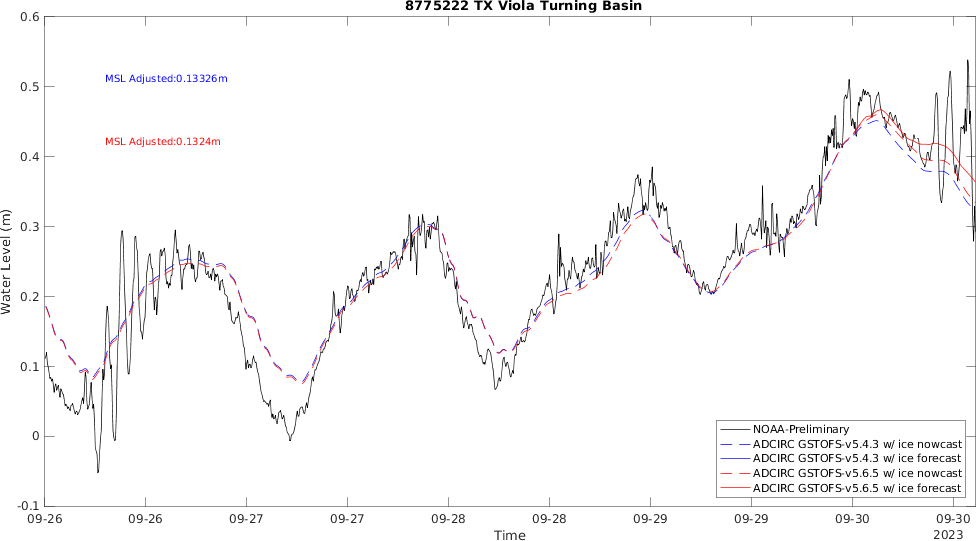 8775222 TX Viola Turning Basin
0.6
0.5
0.4
0.3
0.2
0.1
0
-0.1
Water Level (m)
MSL Adjusted:0.13326m
MSL Adjusted:0.1324m
NOAA-Preliminary
ADCIRC GSTOFS-v5.4.3 w/ ice nowcast
ADCIRC GSTOFS-v5.4.3 w/ ice forecast
ADCIRC GSTOFS-v5.6.5 w/ ice nowcast
ADCIRC GSTOFS-v5.6.5 w/ ice forecast
09-26 09-26 09-27 09-27 09-28 09-28 09-29 09-29 09-30 09-30
2023
Time